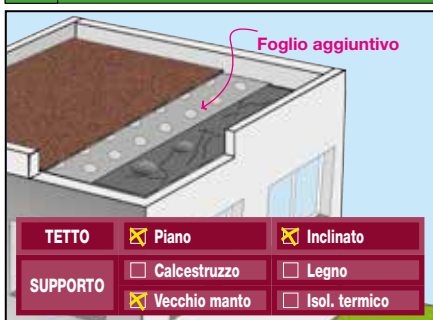 Foglio aggiuntivo
TETTO Piano Inclinato
SUPPORTO Calcestruzzo Legno
Vecchio manto Isol. termico